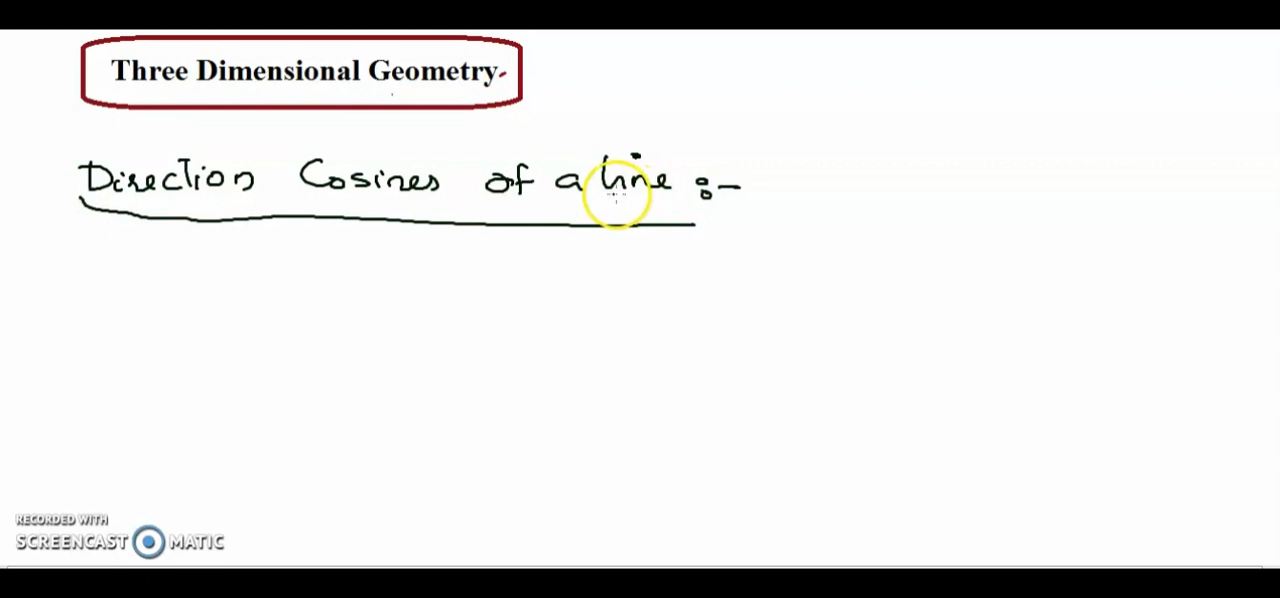 Three Dimensional Geometry-
Direction Cosines of a line :-
RECORDED WITH
SCREENCAST MATIC